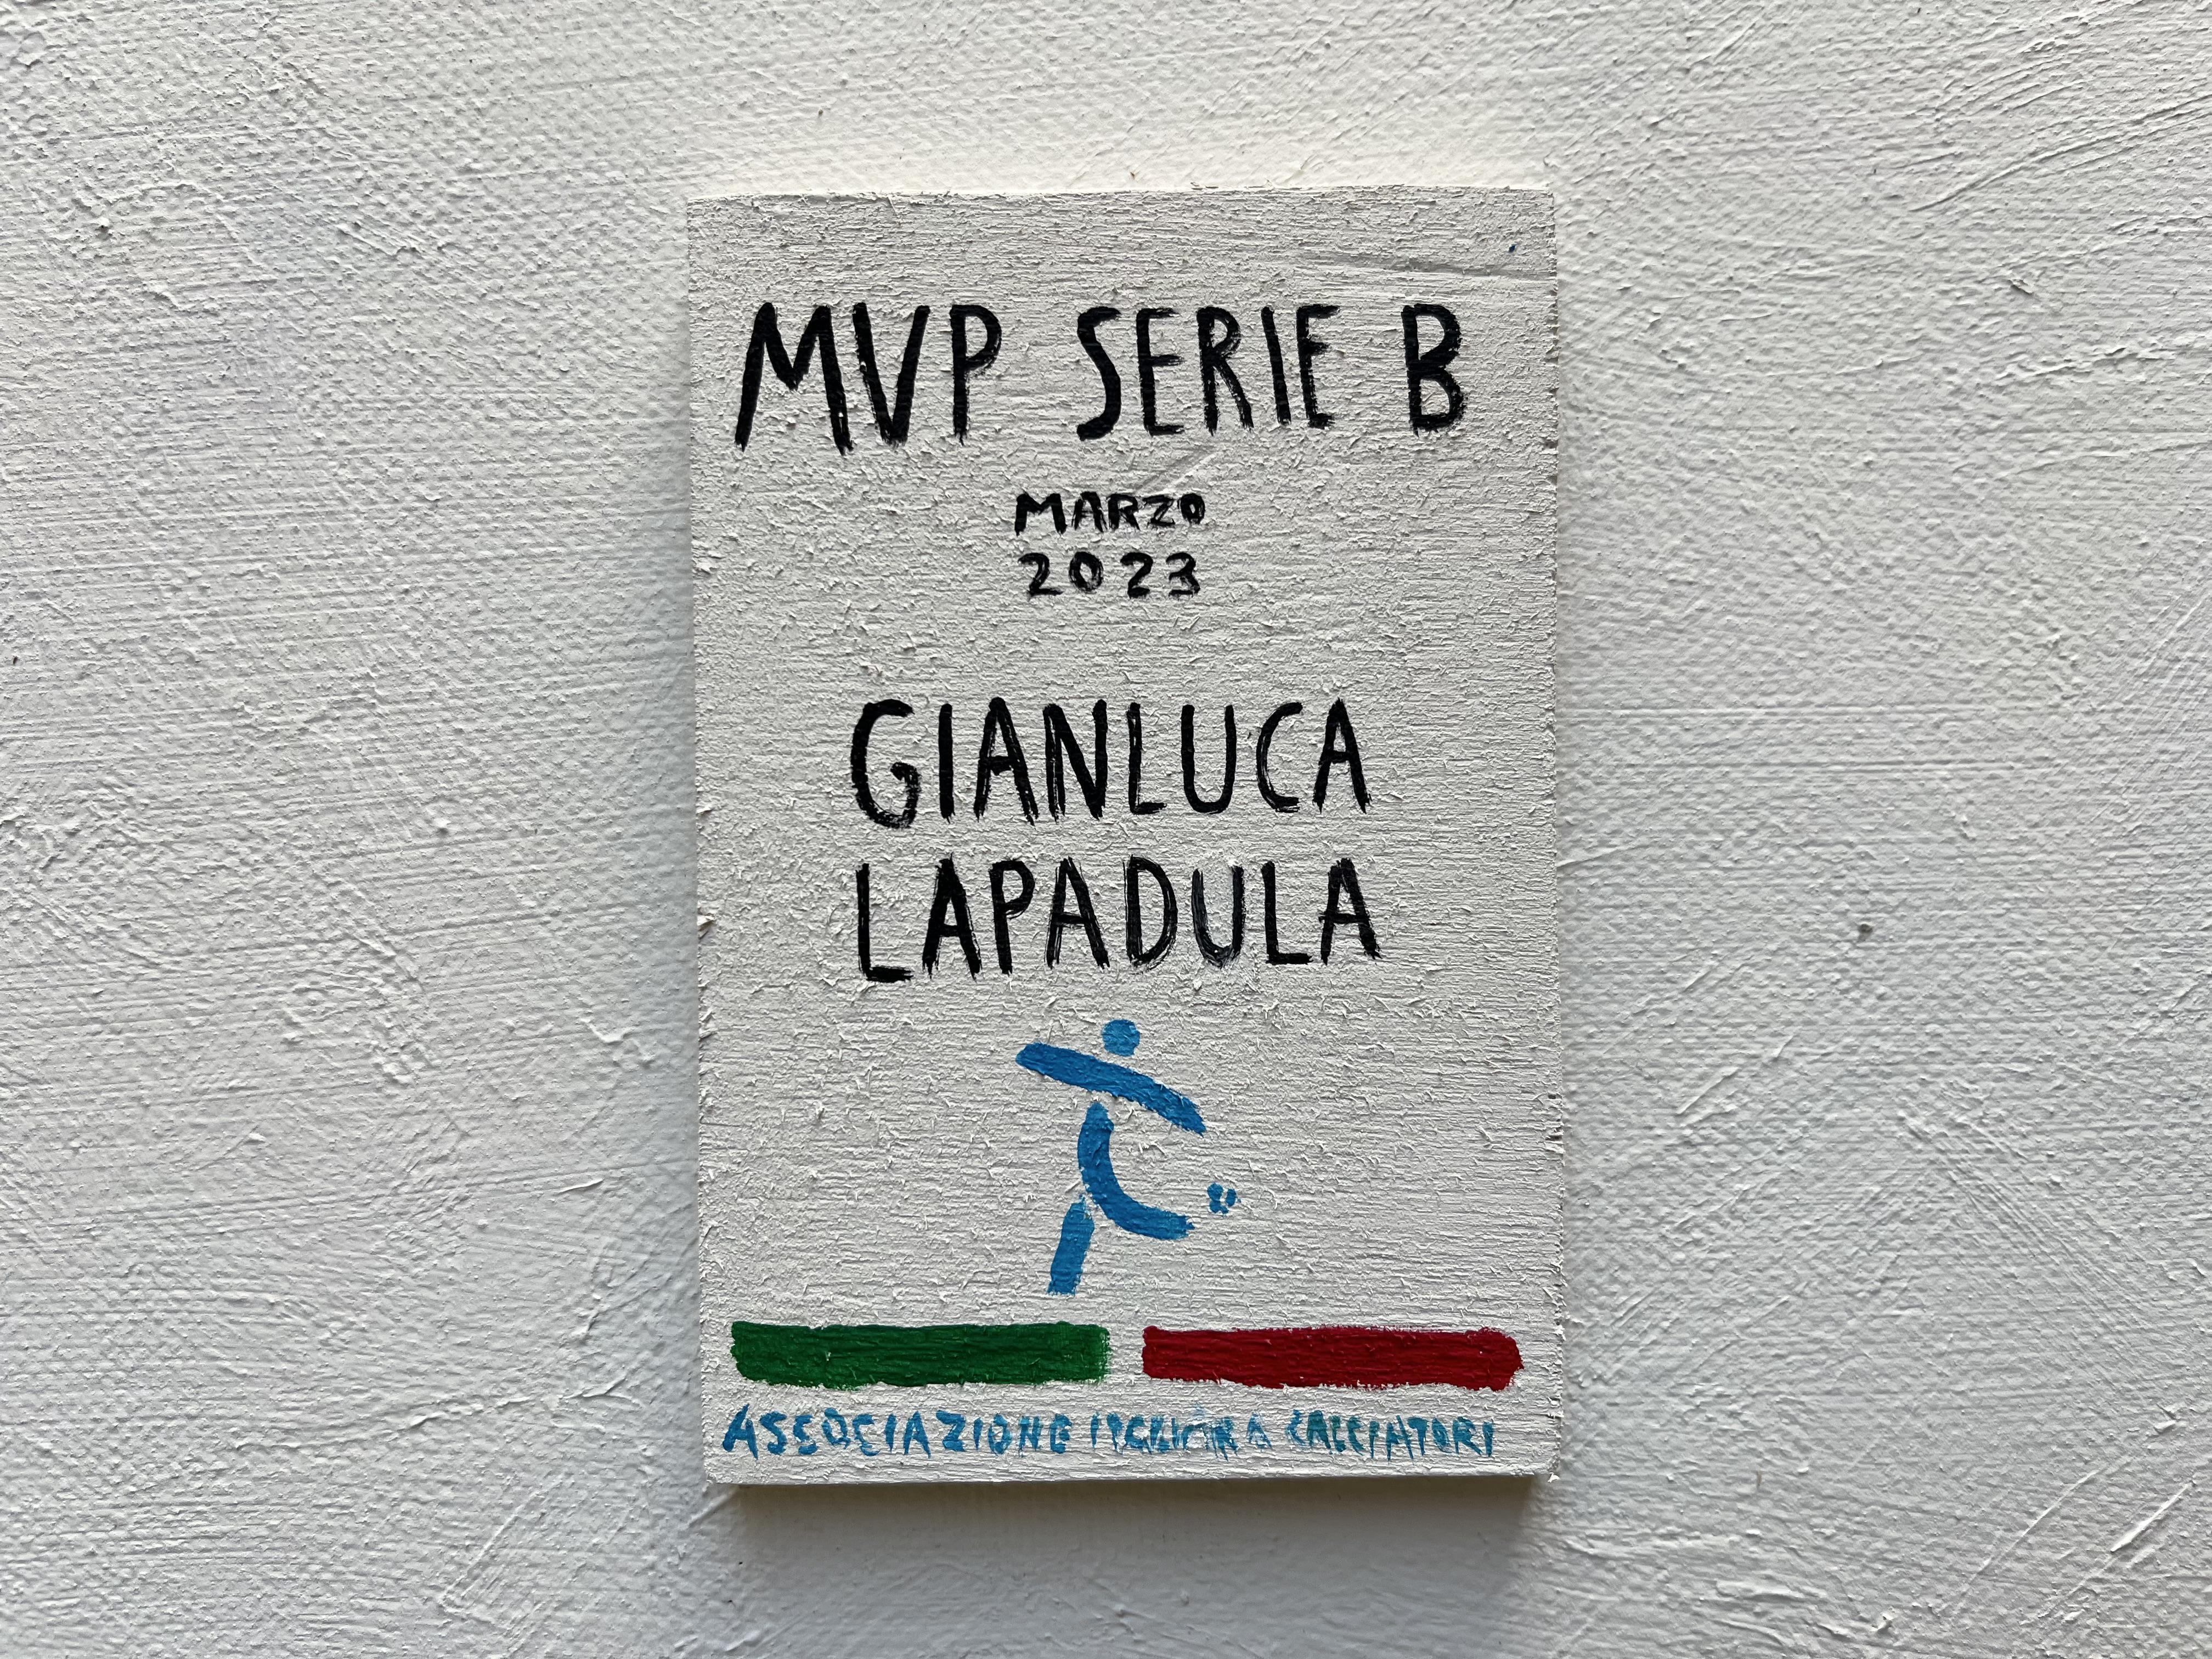 MVP SERIE B
MARZO
2023
GIANLUCA
LAPADULA
ASSOCIAZIONE CALCIATORI